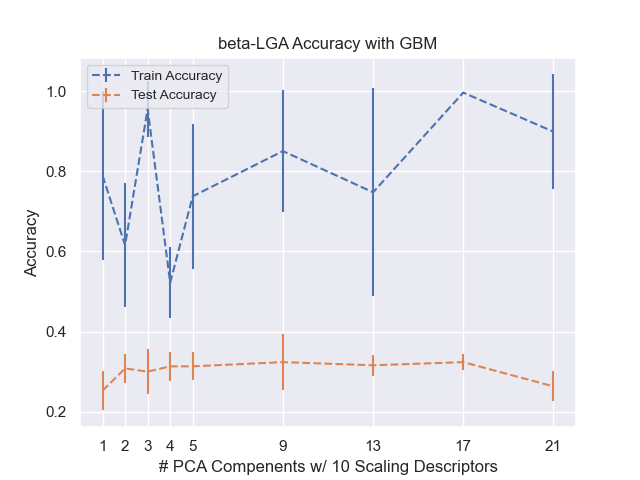 beta-LGA Accuracy with GBM
Train Accuracy
Test Accuracy
1.0
0.8
0.6
0.4
0.2
Accuracy
1 2 3 4 5 9 13 17 21
# PCA Compenents w/ 10 Scaling Descriptors